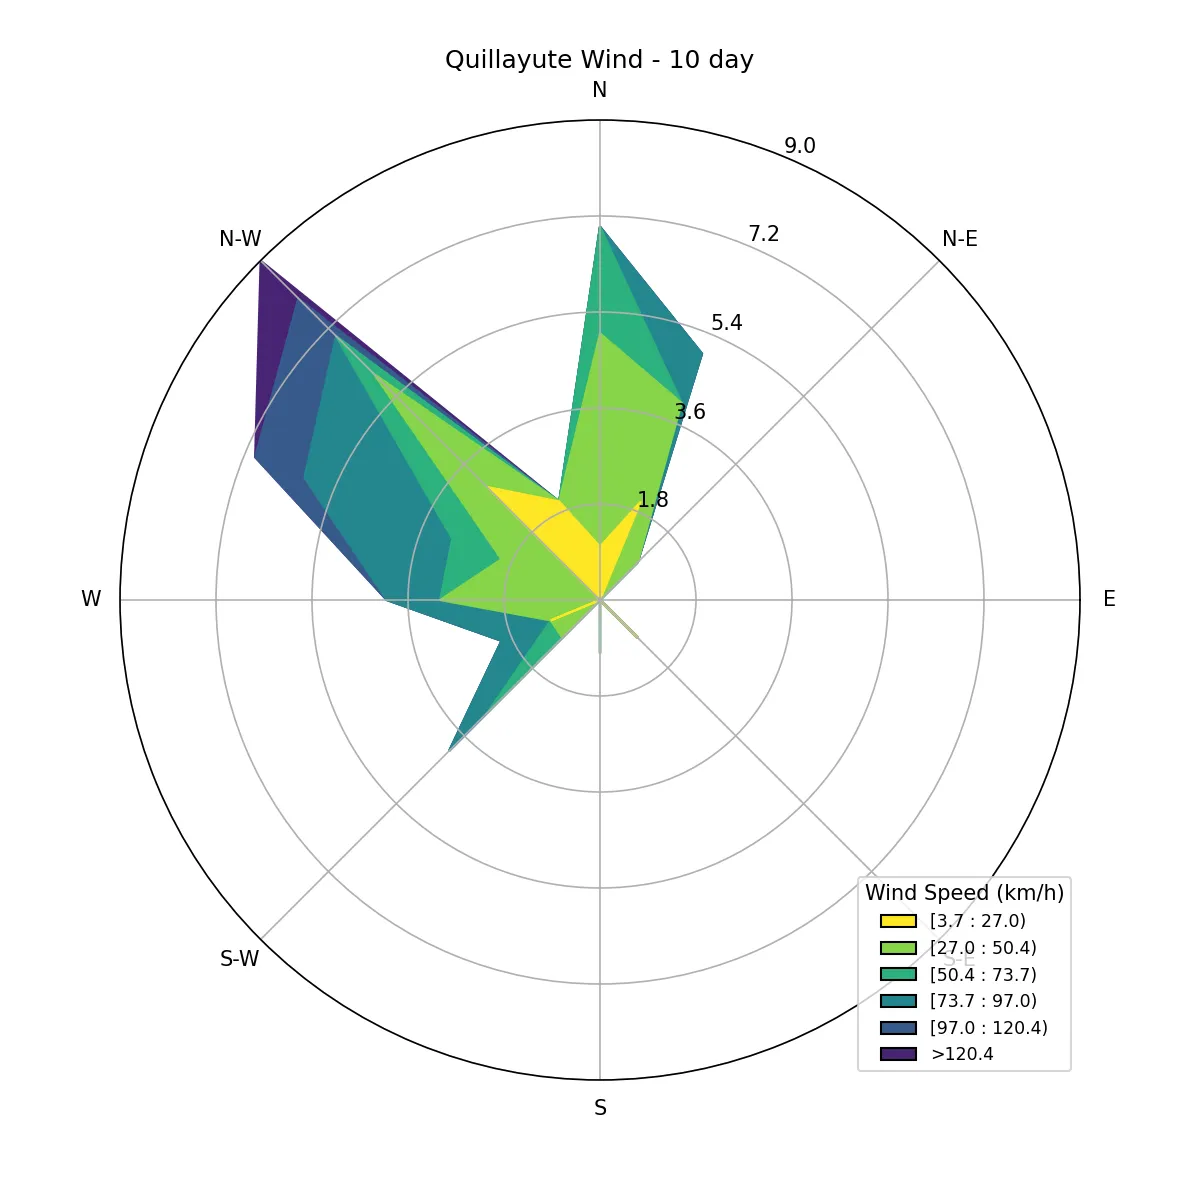 Quillayute Wind - 10 day
N
9.0
N-W
7.2
N-E
5.4
3.6
1.8
W
E
Wind Speed (km/h)
[3.7 : 27.0)
[27.0 : 50.4)
[50.4 : 73.7)
[73.7 : 97.0)
[97.0 : 120.4)
>120.4
S-W
S-E
S